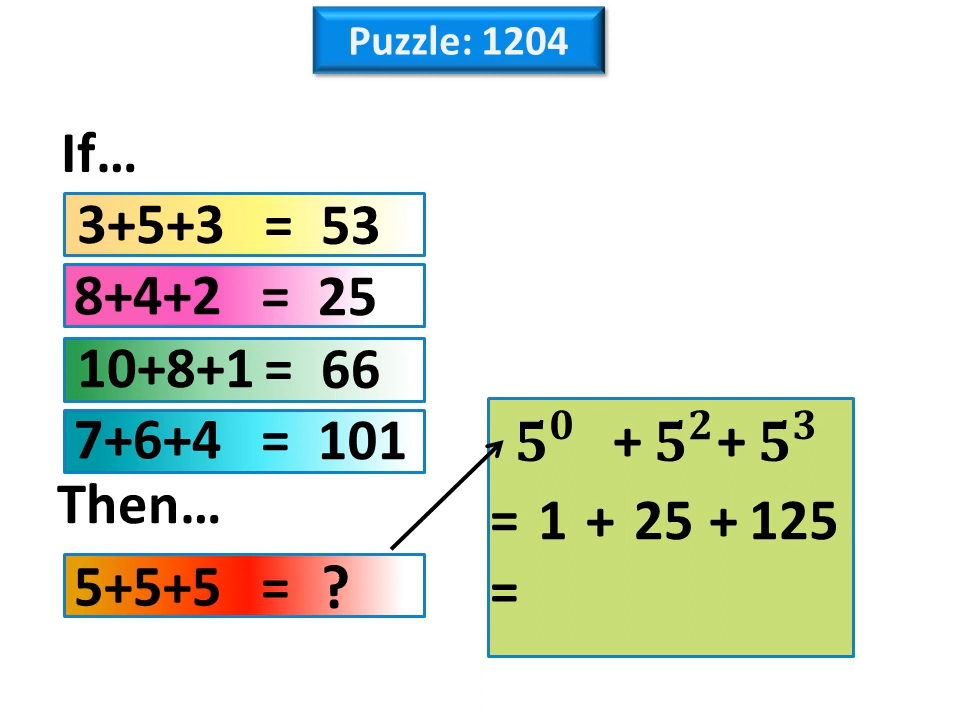 Puzzle: 1204
If...
3+5+3 = 53
8+4+2 = 25
10+8+1 = 66
7+6+4 = 101
Then...
5+5+5 = ?
5⁰ + 5² + 5³
= 1 + 25 + 125
=